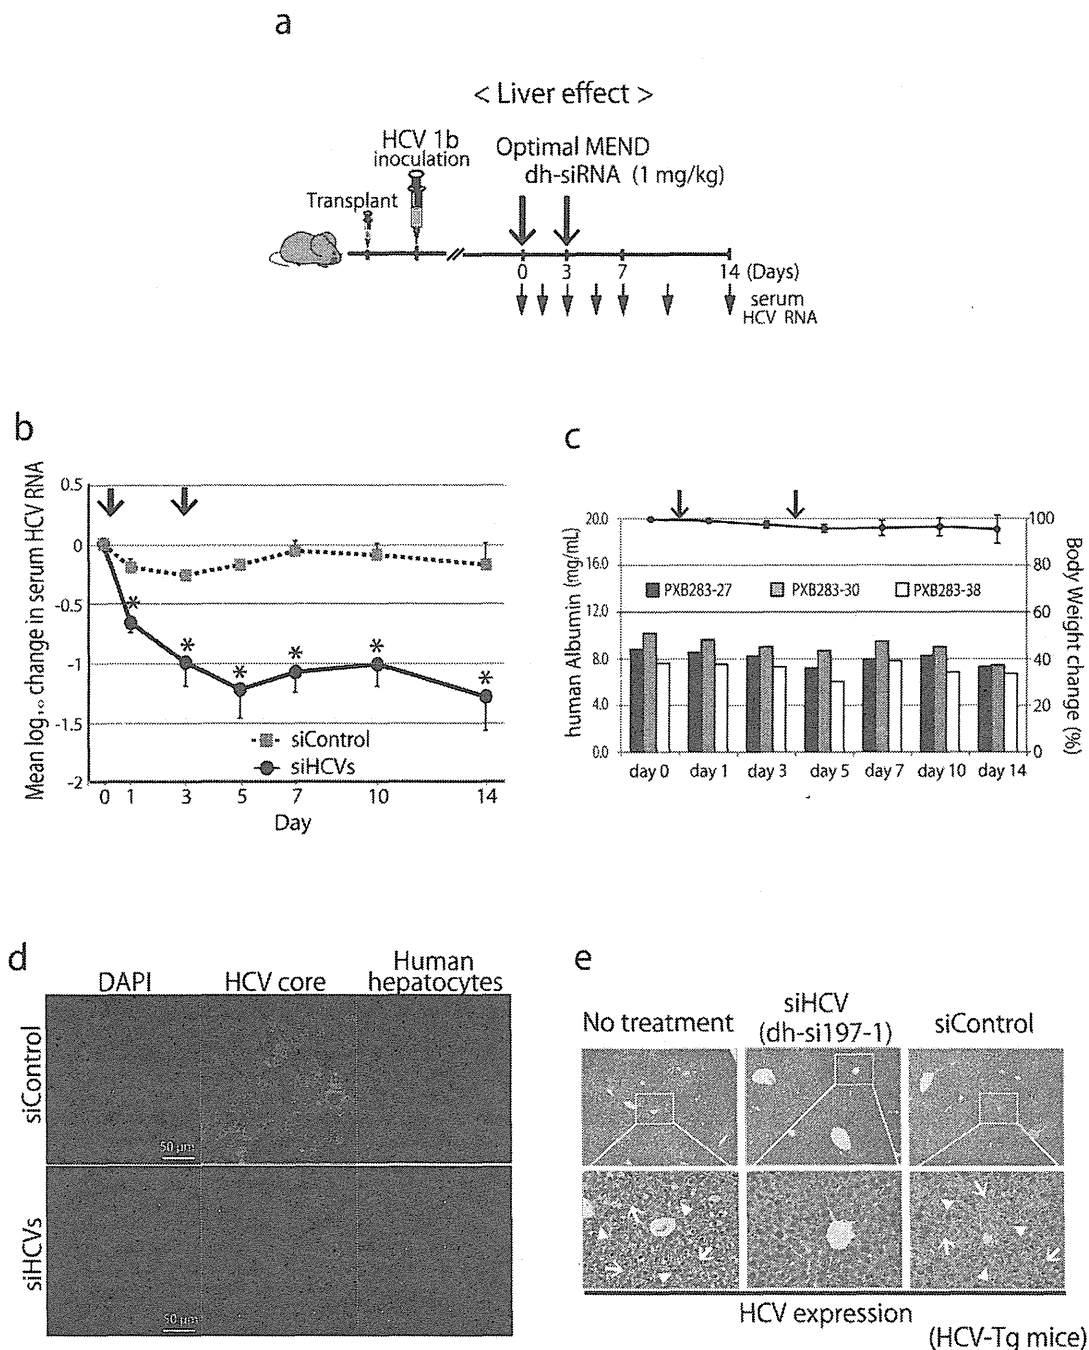 a
< Liver effect >
HCV 1b
inoculation
Transplant
Optimal MEND
dh-siRNA (1 mg/kg)
0 3 7 14 (Days)
serum
HCV RNA
b
Mean log₁₀ change in serum HCV RNA
0.5
0
-0.5
-1
-1.5
-2
* * * * * *
siControl
siHCVs
0 1 3 5 7 10 14
Day
c
human Albumin (mg/mL)
20.0
16.0
12.0
8.0
4.0
0.0
PXB283-27 PXB283-30 PXB283-38
100
80
60
40
20
0
Body Weight change (%)
day 0 day 1 day 3 day 5 day 7 day 10 day 14
d
DAPI HCV core Human
hepatocytes
siControl
50 µm
siHCVs
50 µm
e
No treatment
siHCV
(dh-si197-1)
siControl
HCV expression
(HCV-Tg mice)